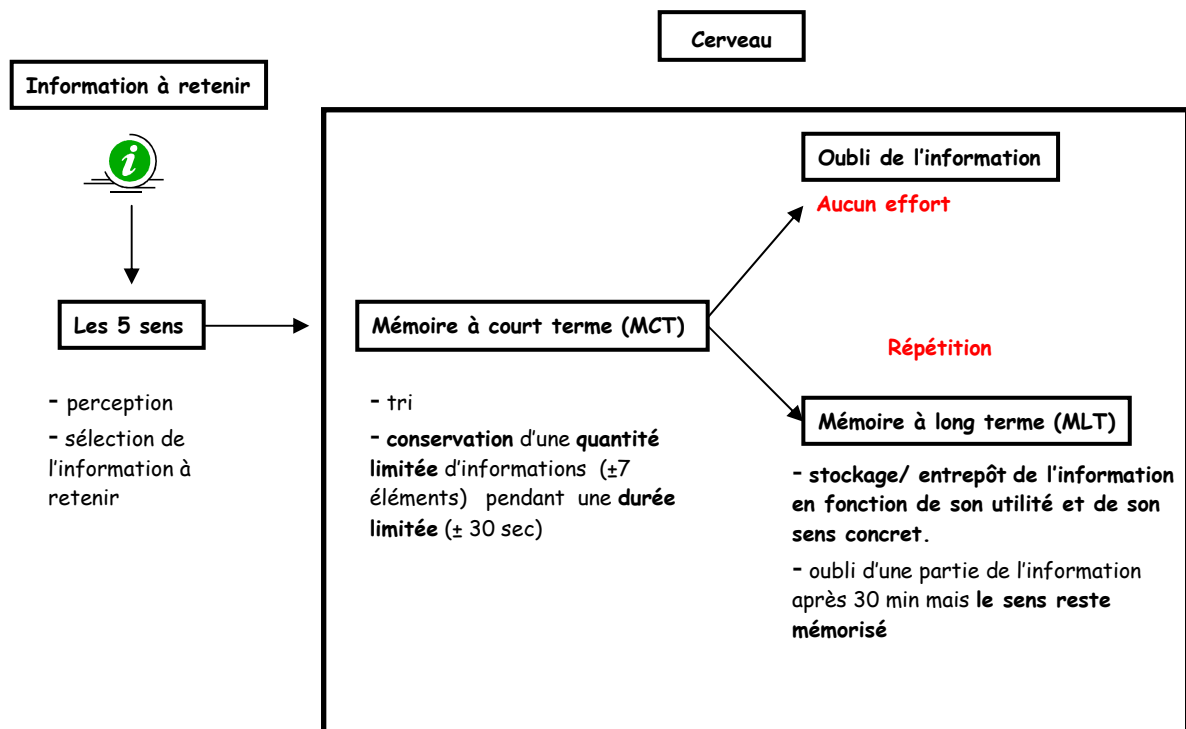 Cerveau
Information à retenir
i
Oubli de l'information
Aucun effort
Les 5 sens
Mémoire à court terme (MCT)
Répétition
- perception
- sélection de
l'information à
retenir
- tri
- conservation d'une quantité
limitée d'informations (±7
éléments) pendant une durée
limitée (± 30 sec)
Mémoire à long terme (MLT)
- stockage/ entrepôt de l'information
en fonction de son utilité et de son
sens concret.
- oubli d'une partie de l'information
après 30 min mais le sens reste
mémorisé